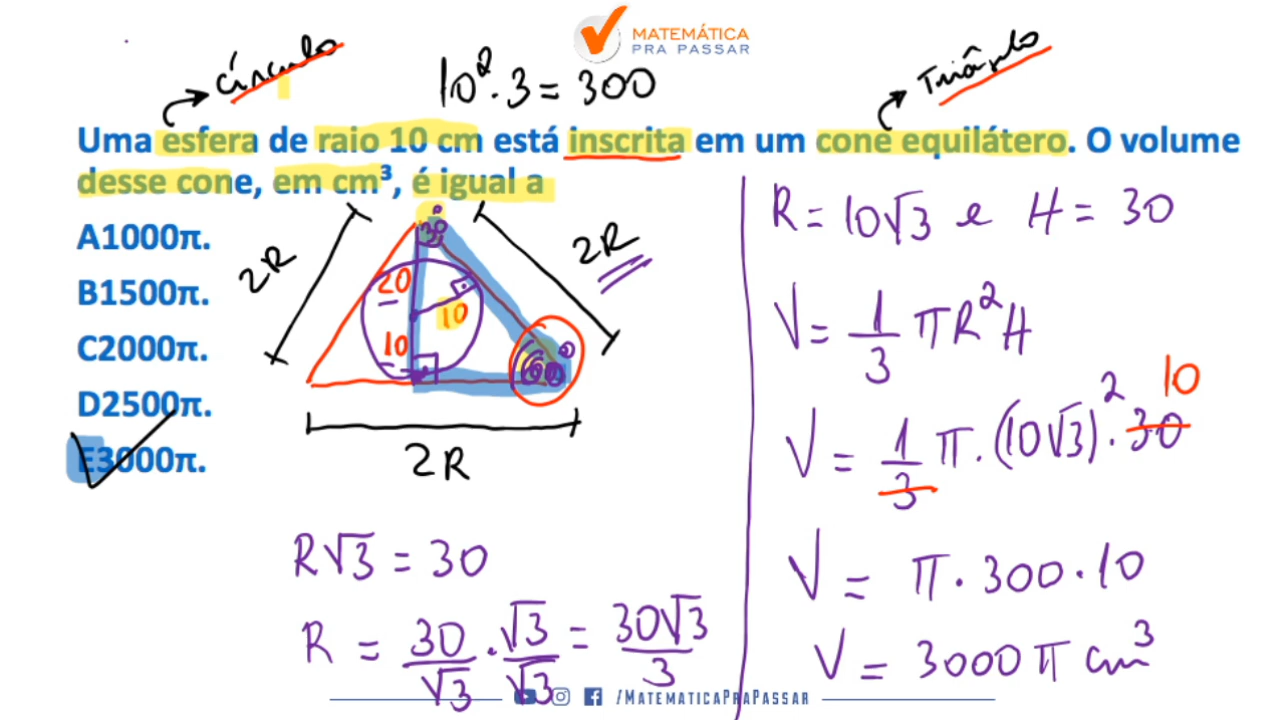 MATEMÁTICA
PRA PASSAR
círculo
10² · 3 = 300
Triângulo
Uma esfera de raio 10 cm está inscrita em um cone equilátero. O volume
desse cone, em cm³, é igual a
A1000π.
B1500π.
C2000π.
D2500π.
E3000π.
2R
2R
30°
20
10
10
60°
2R
R√3 = 30
R = 30/√3 · √3/√3 = 30√3/3
R = 10√3 e H = 30
V = 1/3 πR²H
V = 1/3 π · (10√3)² · 30 10
V = π · 300 · 10
V = 3000 π cm³
/MATEMATICAPRAPASSAR